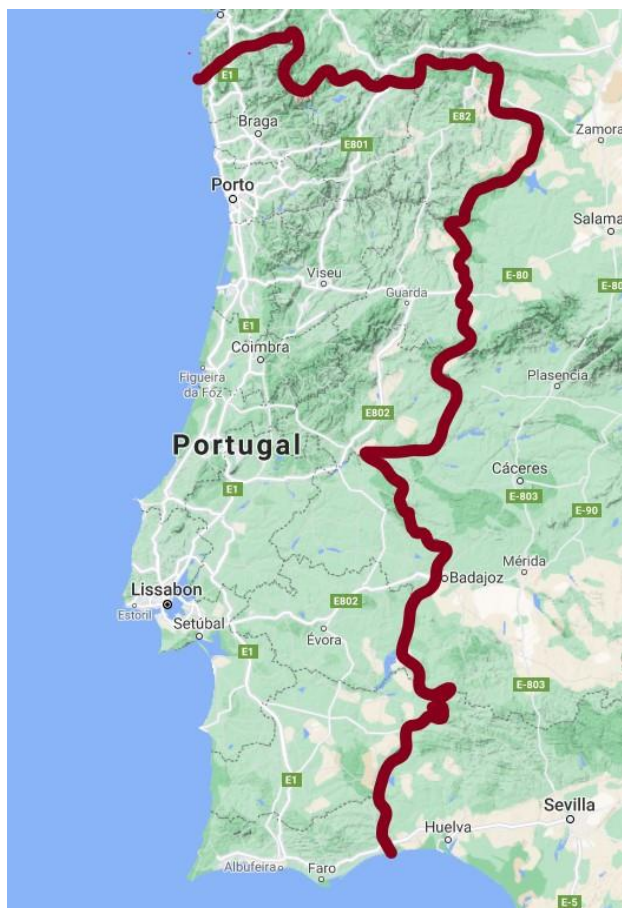 E1
Braga
E82
Zamora
E801
Porto
Salama
Viseu
E-80
E-80
Guarda
E1
Coimbra
Figueira
da Foz
Plasencia
E802
Portugal
Cáceres
E1
E-803
E-90
Mérida
Badajoz
Lissabon
E802
Estoril
Setúbal
Évora
E1
E-803
E1
Sevilla
Huelva
Albufeira
Faro
E-5